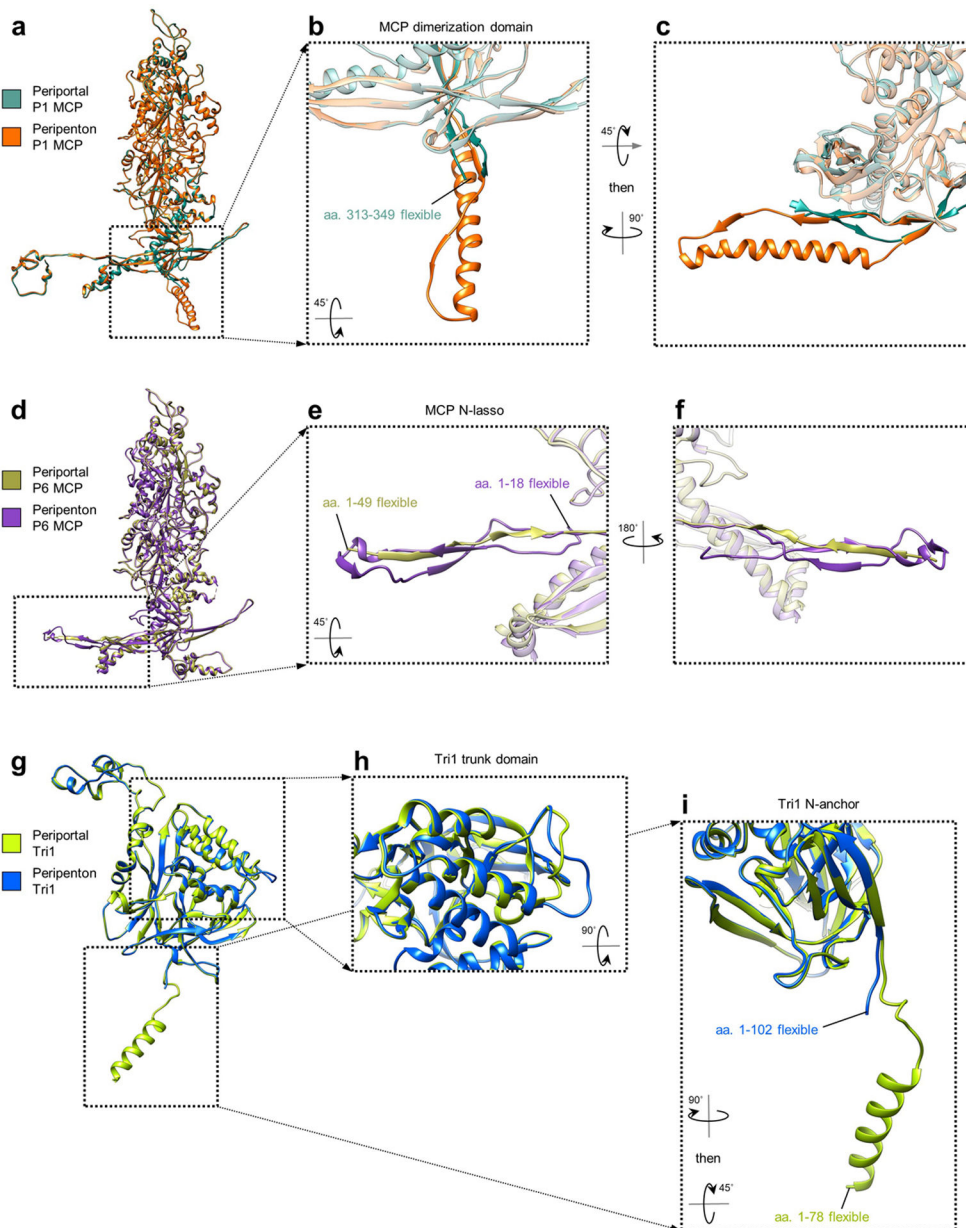 a
Periportal
P1 MCP
Peripenton
P1 MCP
b
MCP dimerization domain
aa. 313-349 flexible
45°
45°
then
90°
c
d
Periportal
P6 MCP
Peripenton
P6 MCP
e
MCP N-lasso
aa. 1-49 flexible
aa. 1-18 flexible
45°
180°
f
g
Periportal
Tri1
Peripenton
Tri1
h
Tri1 trunk domain
90°
i
Tri1 N-anchor
aa. 1-102 flexible
90°
then
45°
aa. 1-78 flexible